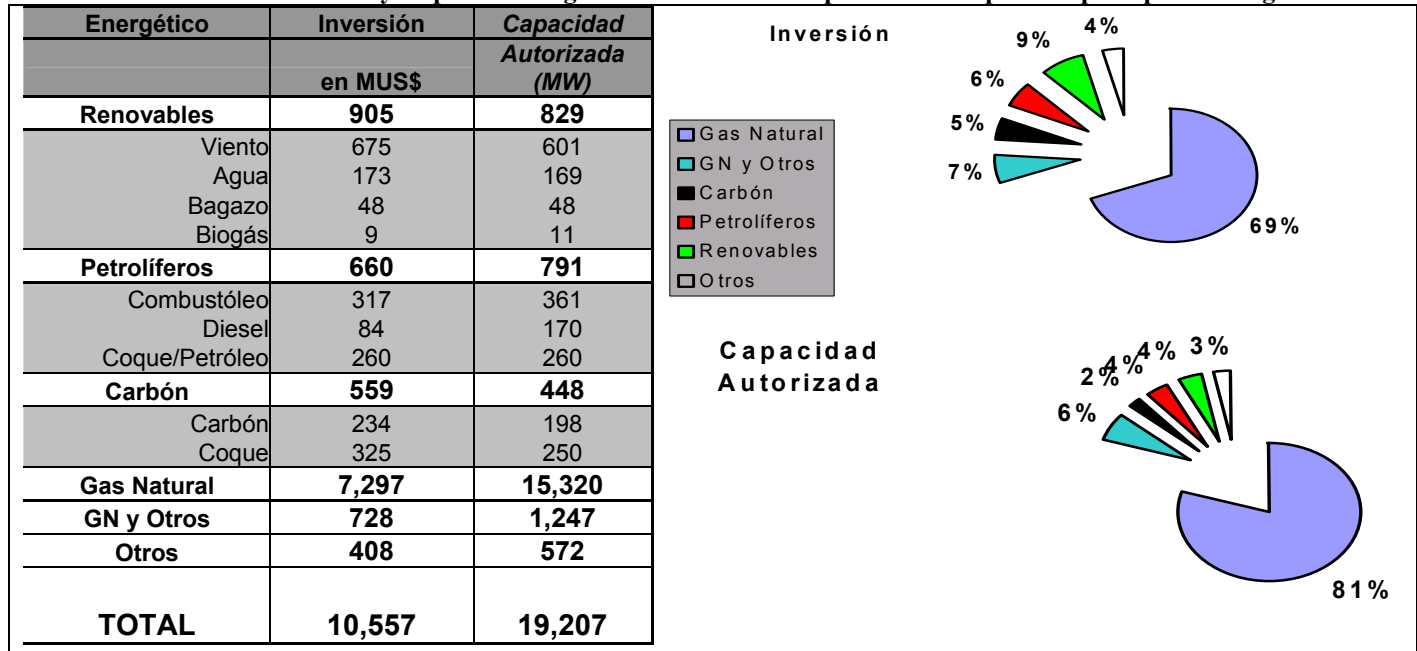 Energético Inversión Capacidad
en MUS$ Autorizada
(MW)
Renovables 905 829
Viento 675 601
Agua 173 169
Bagazo 48 48
Biogás 9 11
Petrolíferos 660 791
Combustóleo 317 361
Diesel 84 170
Coque/Petróleo 260 260
Carbón 559 448
Carbón 234 198
Coque 325 250
Gas Natural 7,297 15,320
GN y Otros 728 1,247
Otros 408 572
TOTAL 10,557 19,207
Inversión
4%
9%
6%
5%
7%
69%
Gas Natural
GN y Otros
Carbón
Petrolíferos
Renovables
Otros
Capacidad
Autorizada
3%
4%
4%
2%
6%
81%